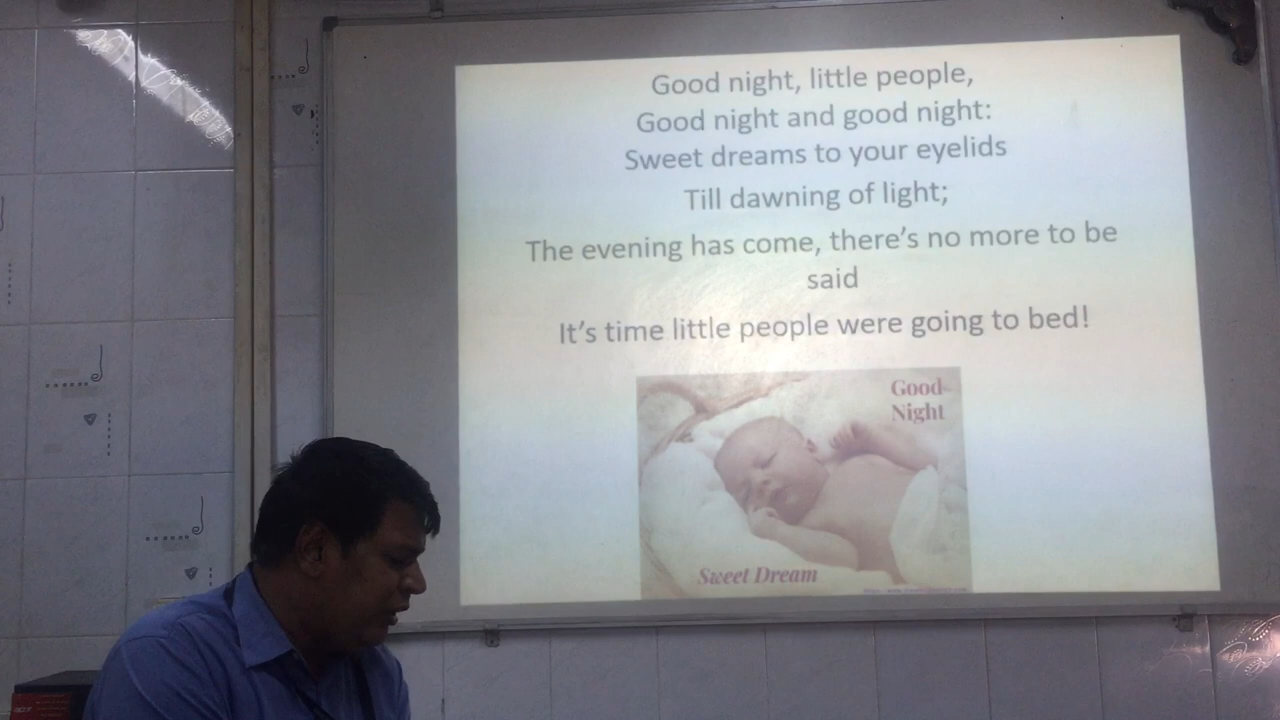 Good night, little people,
Good night and good night:
Sweet dreams to your eyelids
Till dawning of light;
The evening has come, there's no more to be
said
It's time little people were going to bed!
Good
Night
Sweet Dream
acer